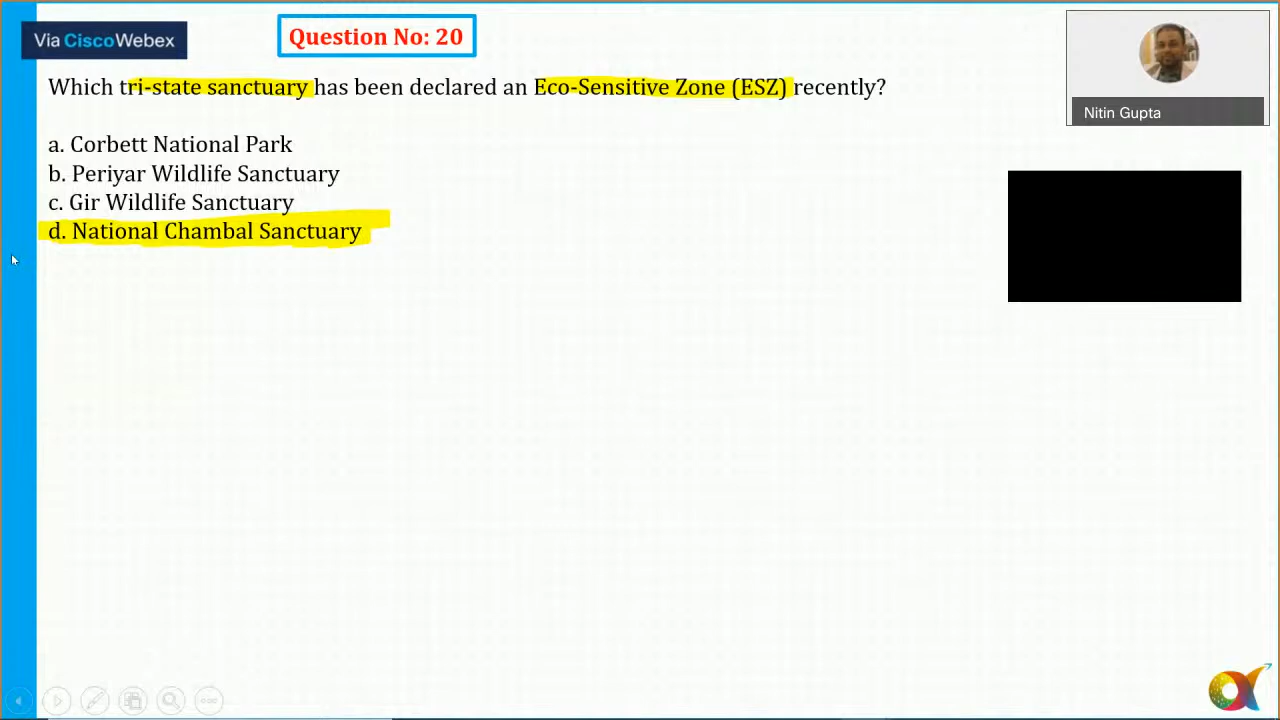 Via CiscoWebex
Question No: 20
Nitin Gupta
Which tri-state sanctuary has been declared an Eco-Sensitive Zone (ESZ) recently?
a. Corbett National Park
b. Periyar Wildlife Sanctuary
c. Gir Wildlife Sanctuary
d. National Chambal Sanctuary